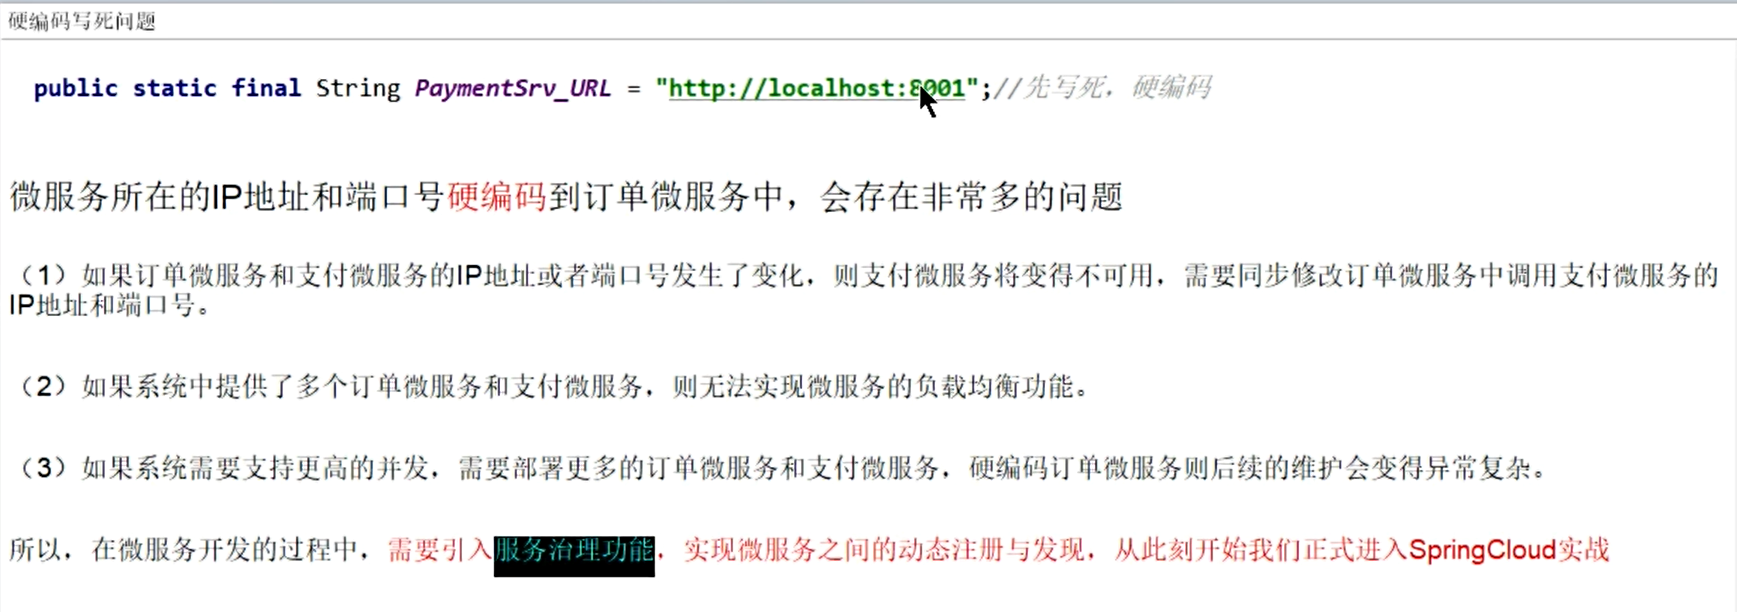 硬编码写死问题
public static final String PaymentSrv_URL = "http://localhost:8001";//先写死，硬编码
微服务所在的IP地址和端口号硬编码到订单微服务中，会存在非常多的问题
（1）如果订单微服务和支付微服务的IP地址或者端口号发生了变化，则支付微服务将变得不可用，需要同步修改订单微服务中调用支付微服务的
IP地址和端口号。
（2）如果系统中提供了多个订单微服务和支付微服务，则无法实现微服务的负载均衡功能。
（3）如果系统需要支持更高的并发，需要部署更多的订单微服务和支付微服务，硬编码订单微服务则后续的维护会变得异常复杂。
所以，在微服务开发的过程中，需要引入服务治理功能，实现微服务之间的动态注册与发现，从此刻开始我们正式进入SpringCloud实战